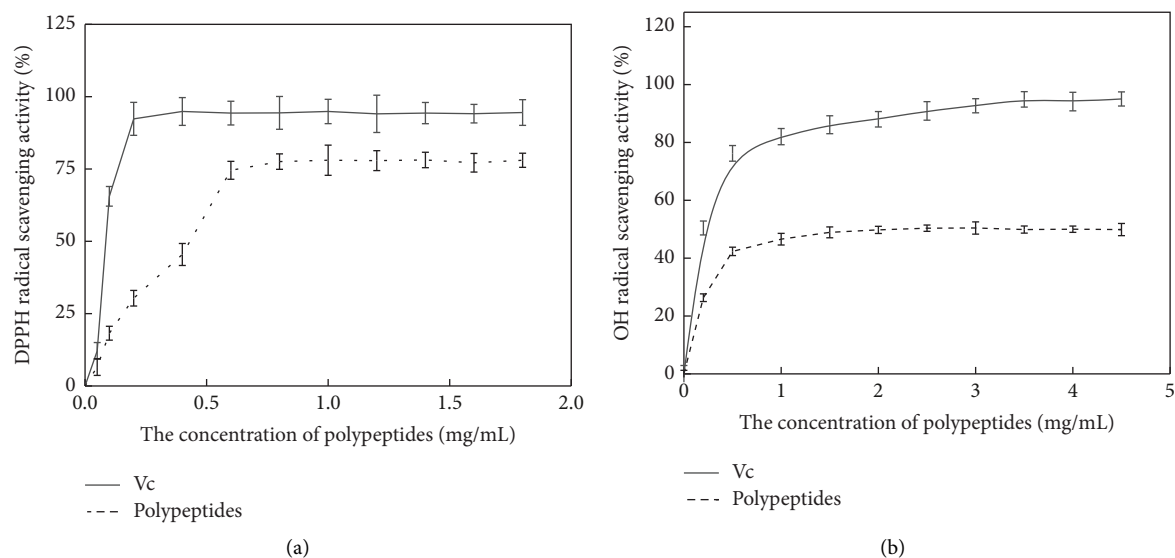 125
100
75
50
25
0
DPPH radical scavenging activity (%)
0.0 0.5 1.0 1.5 2.0
The concentration of polypeptides (mg/mL)
Vc
Polypeptides
(a)
120
100
80
60
40
20
0
OH radical scavenging activity (%)
0 1 2 3 4 5
The concentration of polypeptides (mg/mL)
Vc
Polypeptides
(b)